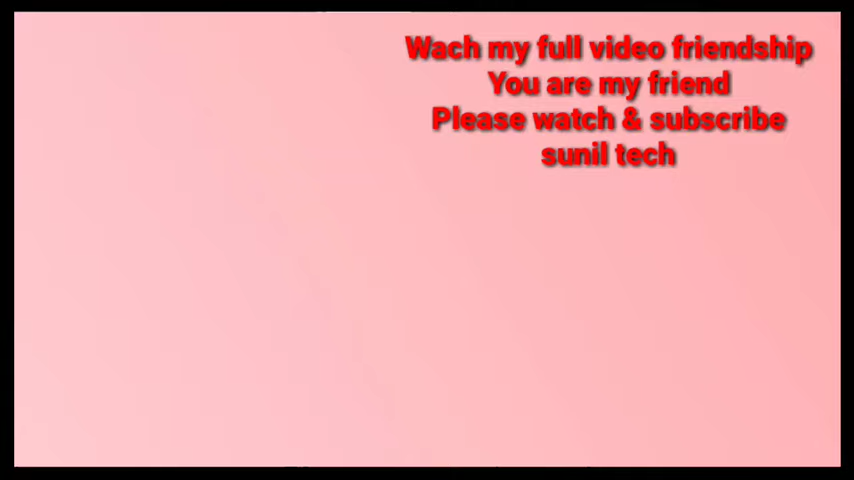 Wach my full video friendship
You are my friend
Please watch & subscribe
sunil tech